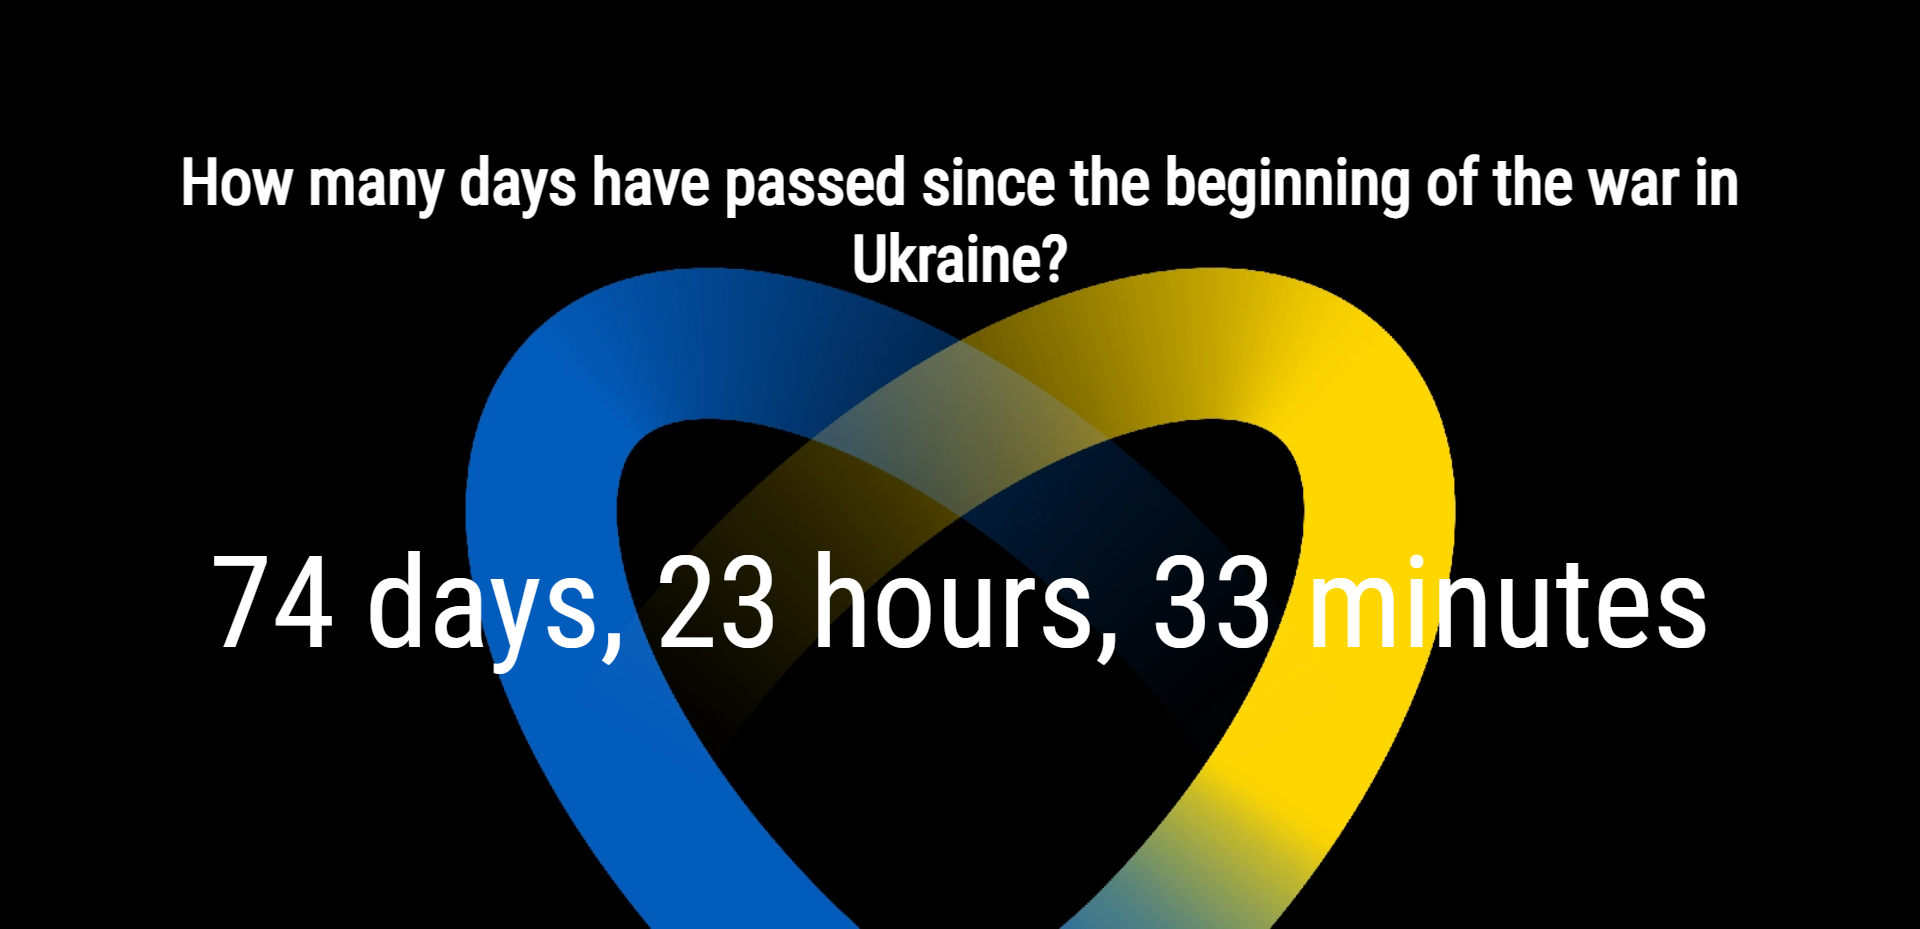 How many days have passed since the beginning of the war in
Ukraine?
74 days, 23 hours, 33 minutes